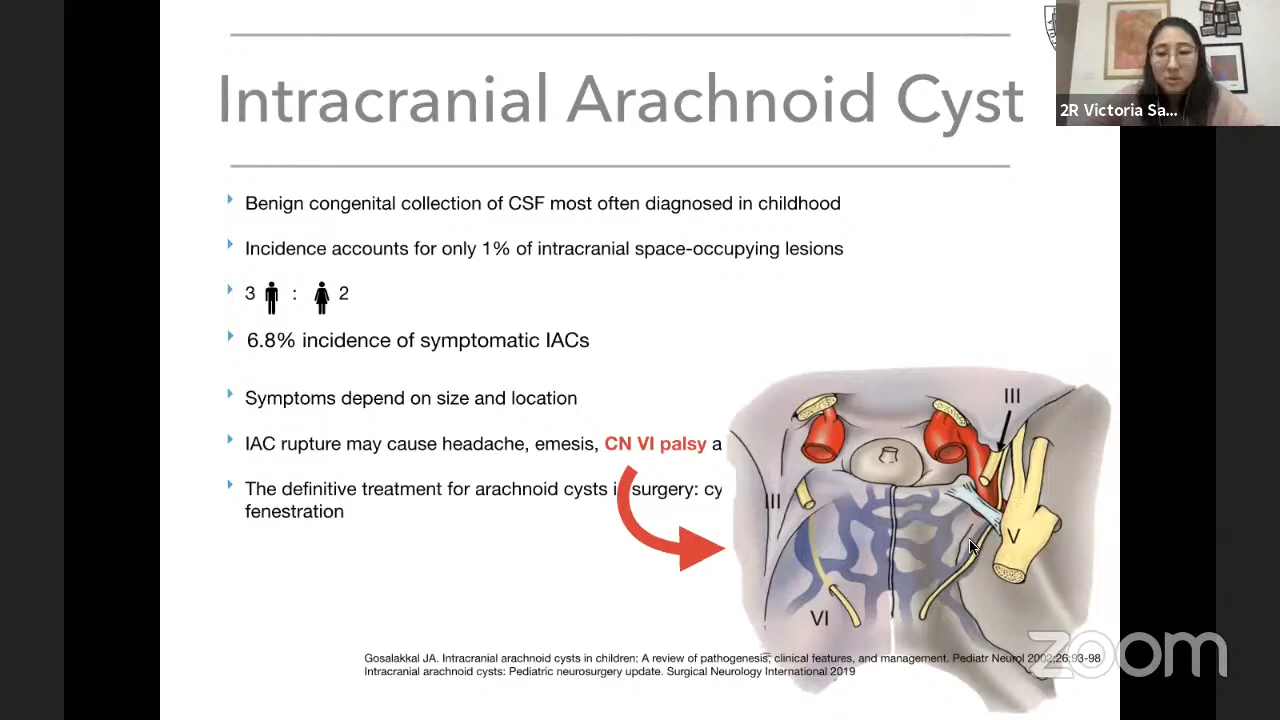 Intracranial Arachnoid Cyst
2R Victoria Sa...
Benign congenital collection of CSF most often diagnosed in childhood
Incidence accounts for only 1% of intracranial space-occupying lesions
3 : 2
6.8% incidence of symptomatic IACs
Symptoms depend on size and location
IAC rupture may cause headache, emesis, CN VI palsy a
The definitive treatment for arachnoid cysts i surgery: cy
fenestration
III
III
V
VI
zoom
Gosalakkal JA. Intracranial arachnoid cysts in children: A review of pathogenesis, clinical features, and management. Pediatr Neurol 2002;26:93-98
Intracranial arachnoid cysts: Pediatric neurosurgery update. Surgical Neurology International 2019